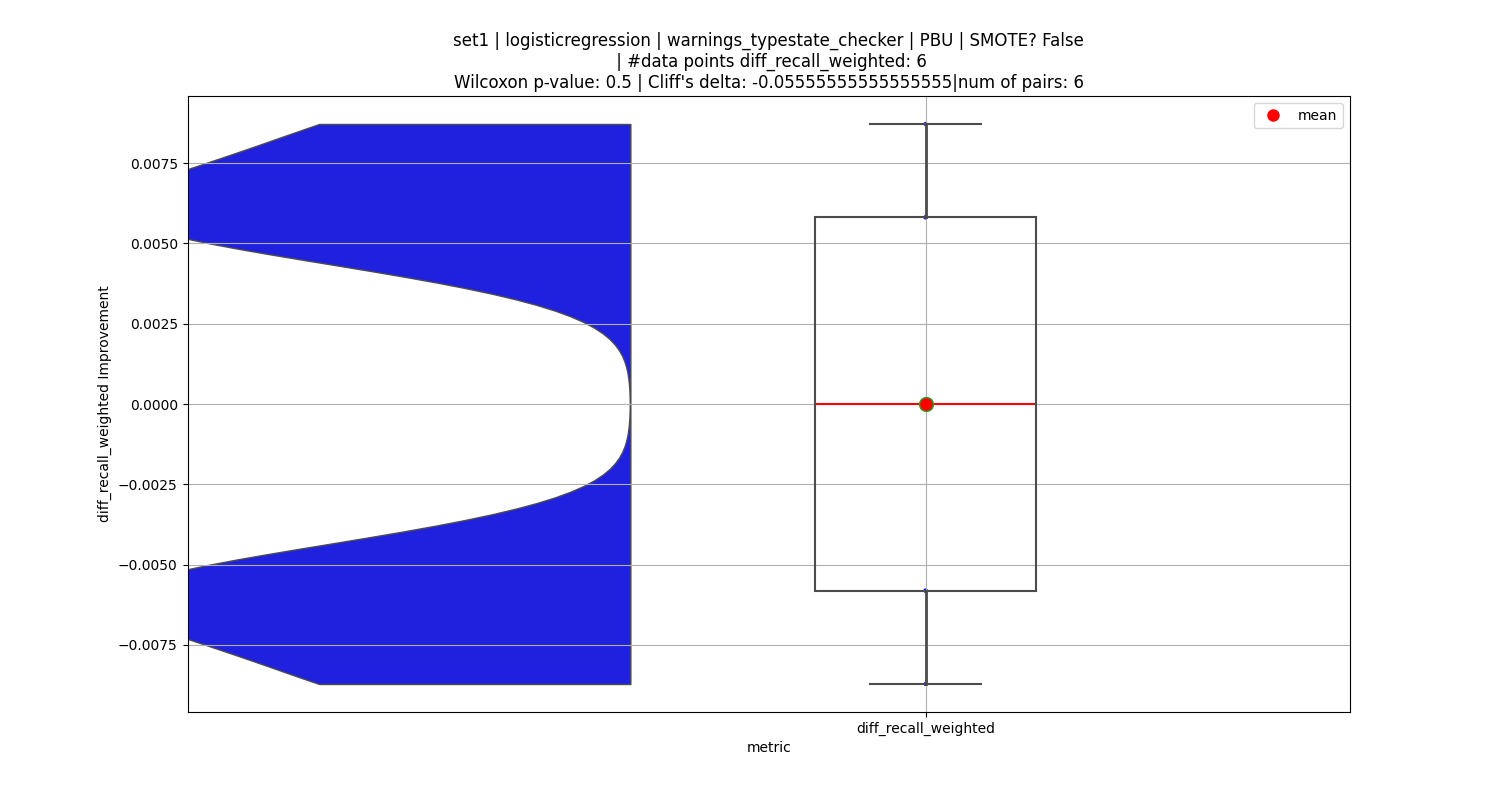 set1 | logisticregression | warnings_typestate_checker | PBU | SMOTE? False
| #data points diff_recall_weighted: 6
Wilcoxon p-value: 0.5 | Cliff's delta: -0.05555555555555555|num of pairs: 6
mean
0.0075
0.0050
0.0025
0.0000
−0.0025
−0.0050
−0.0075
diff_recall_weighted Improvement
diff_recall_weighted
metric